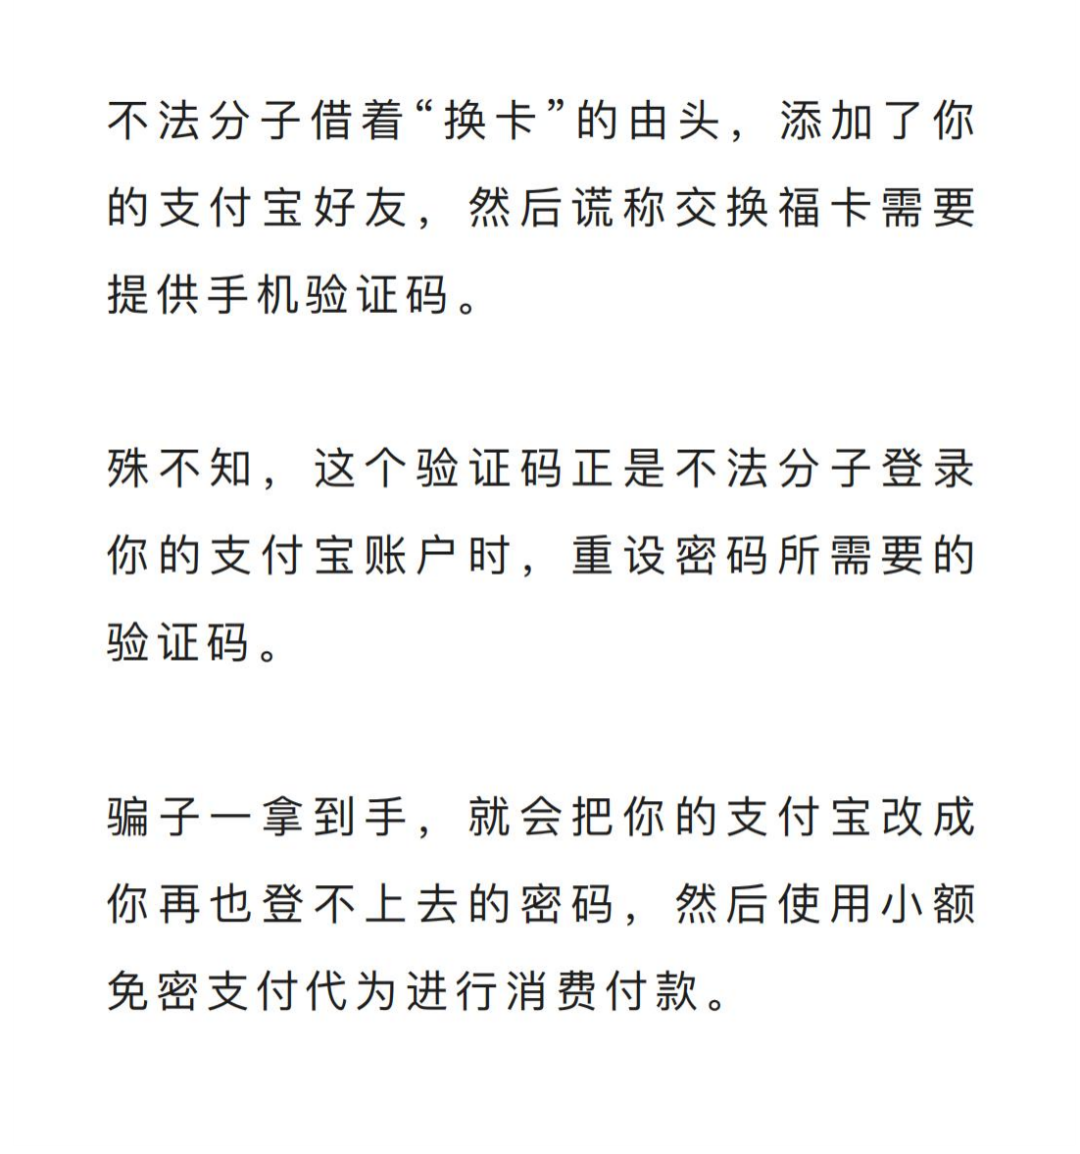 不法分子借着“换卡”的由头，添加了你
的支付宝好友，然后谎称交换福卡需要
提供手机验证码。
殊不知，这个验证码正是不法分子登录
你的支付宝账户时，重设密码所需要的
验证码。
骗子一拿到手，就会把你的支付宝改成
你再也登不上去的密码，然后使用小额
免密支付代为进行消费付款。